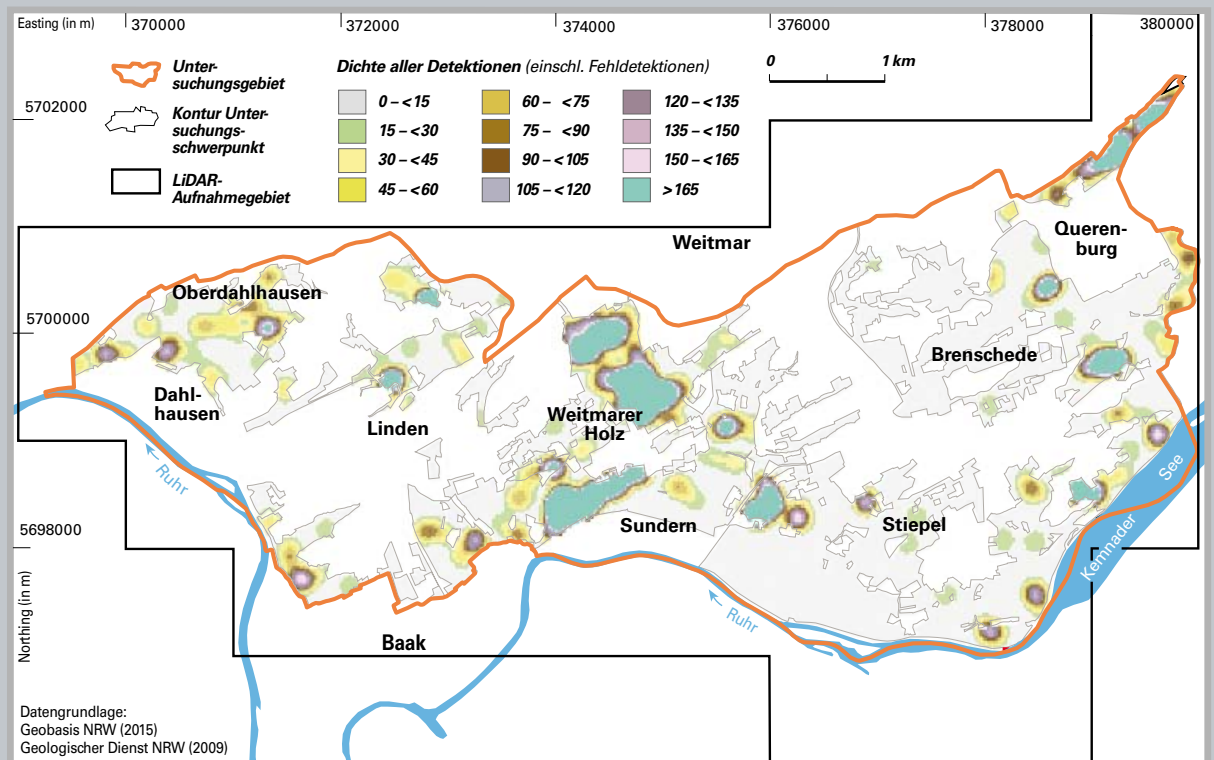 Easting (in m)
370000
372000
374000
376000
378000
380000
Unter-
suchungsgebiet
Kontur Unter-
suchungs-
schwerpunkt
LiDAR-
Aufnahmegebiet
Dichte aller Detektionen (einschl. Fehldetektionen)
0 – < 15
15 – <30
30 – <45
45 – <60
60 – <75
75 – <90
90 – <105
105 – <120
120 – <135
135 – <150
150 – <165
> 165
0
1 km
5702000
5700000
5698000
Northing (in m)
Weitmar
Queren-
burg
Oberdahlhausen
Brenschede
Dahl-
hausen
Linden
Weitmarer
Holz
Sundern
Stiepel
Baak
Ruhr
Ruhr
Kemnader
See
Datengrundlage:
Geobasis NRW (2015)
Geologischer Dienst NRW (2009)